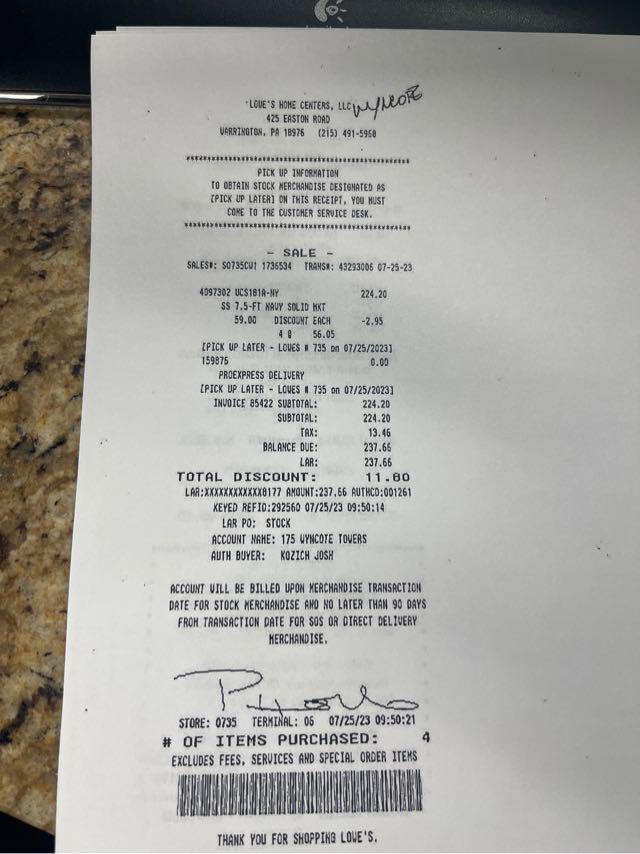 LOWE'S HOME CENTERS, LLC WYNCOTE
425 EASTON ROAD
WARRINGTON, PA 18976 (215) 491-5968
************************************************
PICK UP INFORMATION
TO OBTAIN STOCK MERCHANDISE DESIGNATED AS
[PICK UP LATER] ON THIS RECEIPT, YOU MUST
COME TO THE CUSTOMER SERVICE DESK.
************************************************
- SALE -
SALES#: S0735CW1 1736534 TRANS#: 43293006 07-25-23
4097302 UCS181A-NY 224.20
SS 7.5-FT NAVY SOLID MKT
59.00 DISCOUNT EACH -2.95
4 @ 56.05
[PICK UP LATER - LOWES # 735 on 07/25/2023]
159876 0.00
PROEXPRESS DELIVERY
[PICK UP LATER - LOWES # 735 on 07/25/2023]
INVOICE 85422 SUBTOTAL: 224.20
SUBTOTAL: 224.20
TAX: 13.46
BALANCE DUE: 237.66
LAR: 237.66
TOTAL DISCOUNT: 11.80
LAR:XXXXXXXXXXXX8177 AMOUNT:237.66 AUTHCD:001261
KEYED REFID:292560 07/25/23 09:50:14
LAR PO: STOCK
ACCOUNT NAME: 175 WYNCOTE TOWERS
AUTH BUYER: KOZICH JOSH
ACCOUNT WILL BE BILLED UPON MERCHANDISE TRANSACTION
DATE FOR STOCK MERCHANDISE AND NO LATER THAN 90 DAYS
FROM TRANSACTION DATE FOR SOS OR DIRECT DELIVERY
MERCHANDISE.
STORE: 0735 TERMINAL: 06 07/25/23 09:50:21
# OF ITEMS PURCHASED: 4
EXCLUDES FEES, SERVICES AND SPECIAL ORDER ITEMS
THANK YOU FOR SHOPPING LOWE'S.